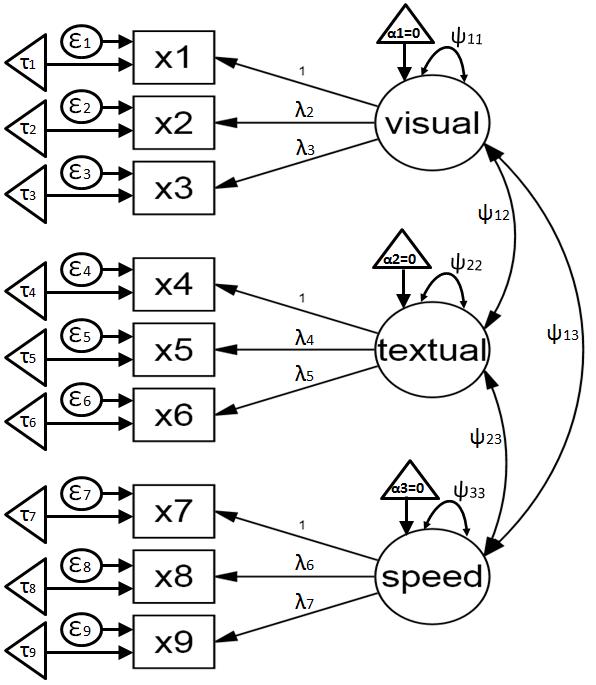 α1=0
ψ11
ε1
τ1
x1
1
visual
ε2
τ2
x2
λ2
ε3
τ3
x3
λ3
ψ12
α2=0
ψ22
ε4
τ4
x4
1
ψ13
ε5
τ5
x5
λ4
textual
ε6
τ6
x6
λ5
ψ23
α3=0
ψ33
ε7
τ7
x7
1
ε8
τ8
x8
λ6
speed
ε9
τ9
x9
λ7